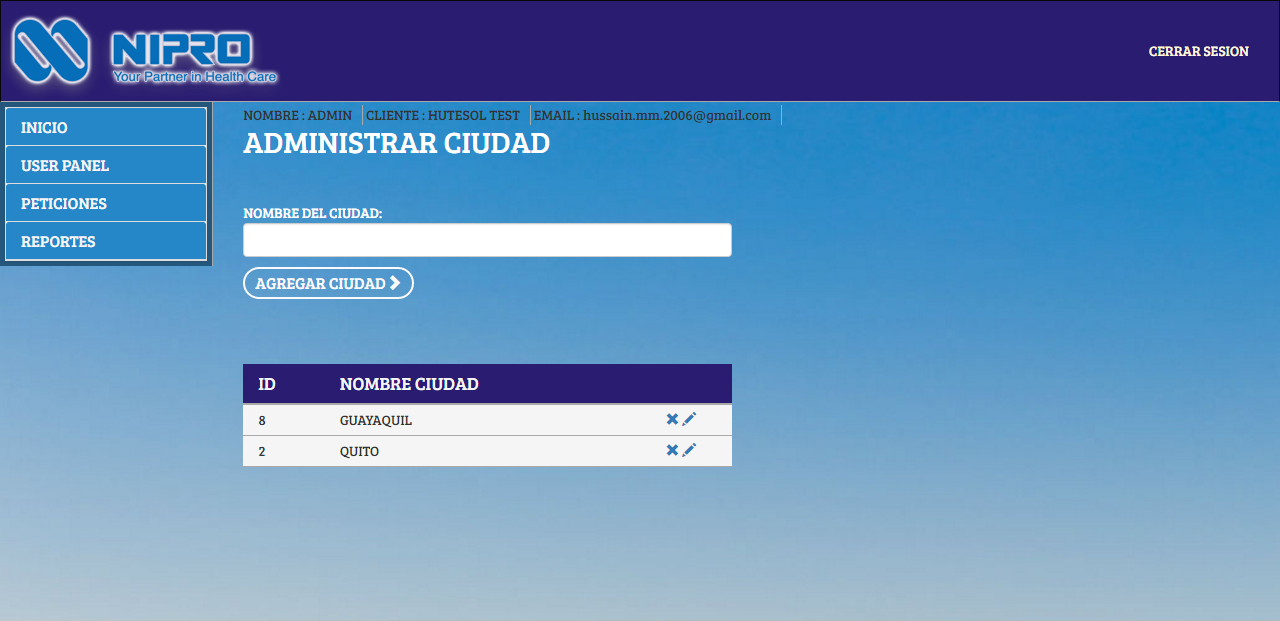 NIPRO
Your Partner in Health Care
CERRAR SESION
INICIO
USER PANEL
PETICIONES
REPORTES
NOMBRE : ADMIN CLIENTE : HUTESOL TEST EMAIL : hussain.mm.2006@gmail.com
ADMINISTRAR CIUDAD
NOMBRE DEL CIUDAD:
AGREGAR CIUDAD
ID NOMBRE CIUDAD
8 GUAYAQUIL
2 QUITO